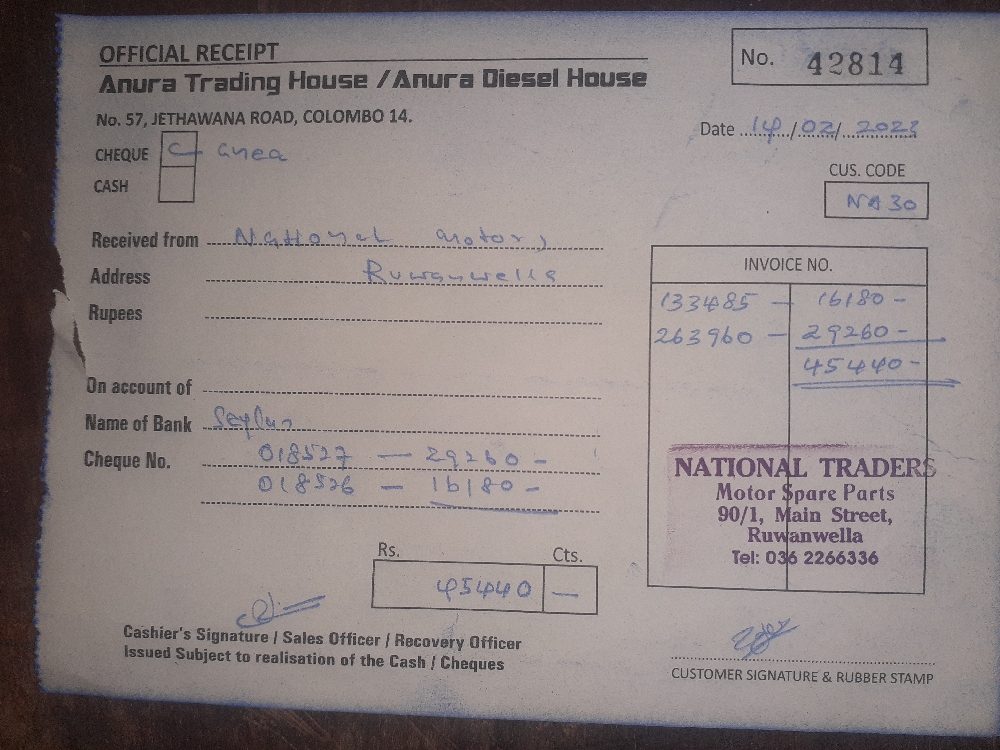 OFFICIAL RECEIPT
Anura Trading House / Anura Diesel House
No. 57, JETHAWANA ROAD, COLOMBO 14.
No. 42814
Date 14/02/2023
CHEQUE
CASH
CUS. CODE
NA 30
Received from National Motors
Address Ruwanwella
Rupees
On account of
Name of Bank Seylan
Cheque No. 018527 — 29260 -
018526 — 16180 -
INVOICE NO.
133485 — 16180 -
263960 — 29260 -
45440 -
NATIONAL TRADERS
Motor Spare Parts
90/1, Main Street,
Ruwanwella
Tel: 036 2266336
Rs. Cts.
45440 —
Cashier's Signature / Sales Officer / Recovery Officer
Issued Subject to realisation of the Cash / Cheques
CUSTOMER SIGNATURE & RUBBER STAMP